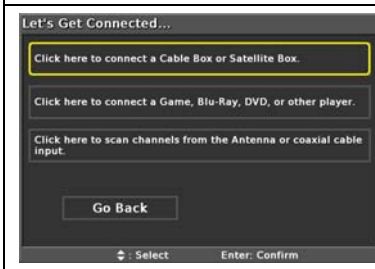 Let's Get Connected...
Click here to connect a Cable Box or Satellite Box.
Click here to connect a Game, Blu-Ray, DVD, or other player.
Click here to scan channels from the Antenna or coaxial cable
input.
Go Back
: Select Enter: Confirm